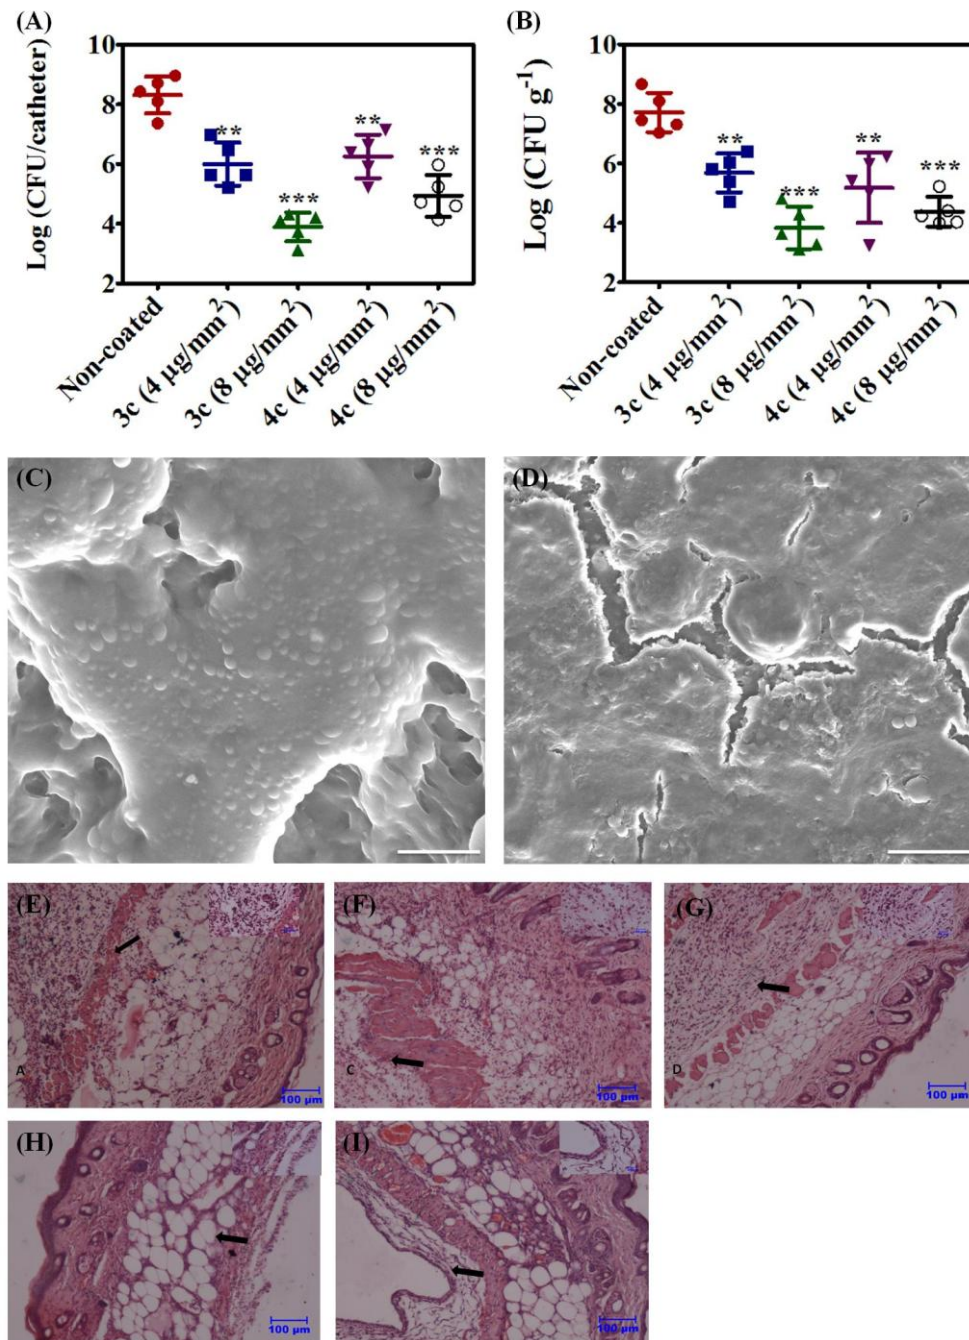 (A)
Log (CFU/catheter)
10
8
6
4
2
**
***
**
***
Non-coated
3c (4 µg/mm²)
3c (8 µg/mm²)
4c (4 µg/mm²)
4c (8 µg/mm²)
(B)
Log (CFU g⁻¹)
10
8
6
4
2
**
***
**
***
Non-coated
3c (4 µg/mm²)
3c (8 µg/mm²)
4c (4 µg/mm²)
4c (8 µg/mm²)
(C)
(D)
(E)
A
100 µm
(F)
C
100 µm
(G)
D
100 µm
(H)
100 µm
(I)
100 µm